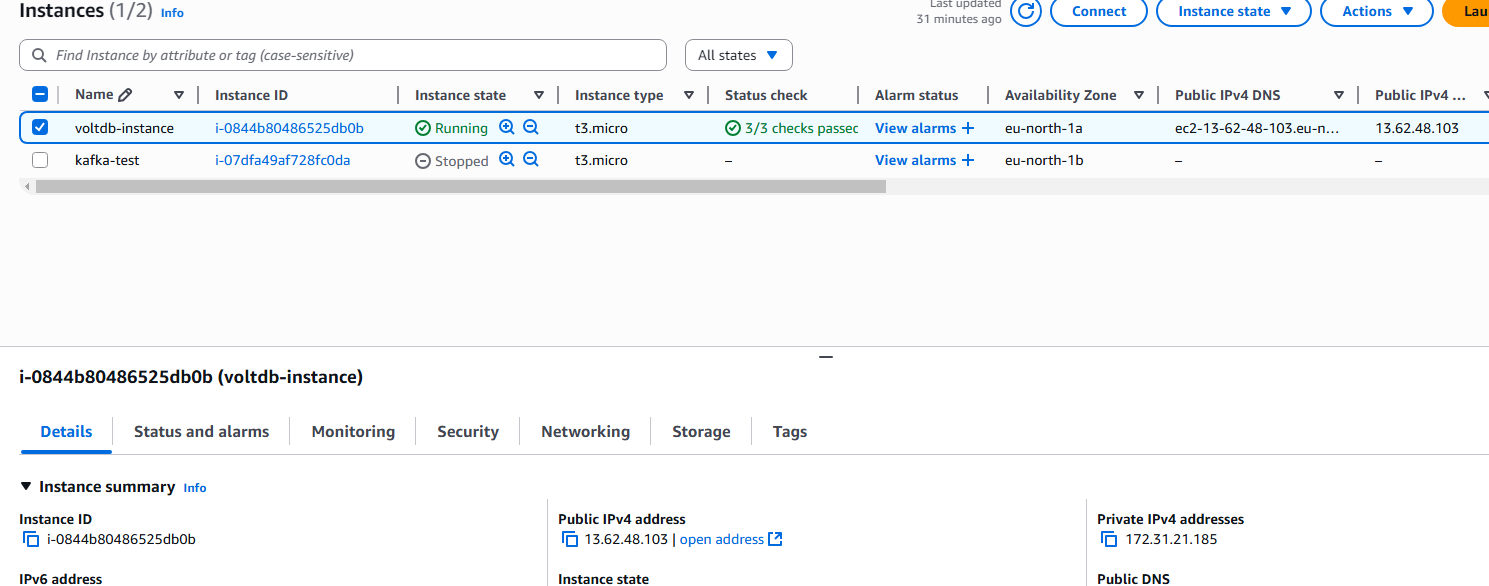 Instances (1/2) Info
Last updated
31 minutes ago
Connect
Instance state
Actions
Find Instance by attribute or tag (case-sensitive)
All states
Name Instance ID Instance state Instance type Status check Alarm status Availability Zone Public IPv4 DNS Public IPv4 ...
voltdb-instance i-0844b80486525db0b Running t3.micro 3/3 checks passed View alarms + eu-north-1a ec2-13-62-48-103.eu-n... 13.62.48.103
kafka-test i-07dfa49af728fc0da Stopped t3.micro – View alarms + eu-north-1b – –
i-0844b80486525db0b (voltdb-instance)
Details Status and alarms Monitoring Security Networking Storage Tags
Instance summary Info
Instance ID
i-0844b80486525db0b
Public IPv4 address
13.62.48.103 | open address
Private IPv4 addresses
172.31.21.185
IPv6 address
Instance state
Public DNS